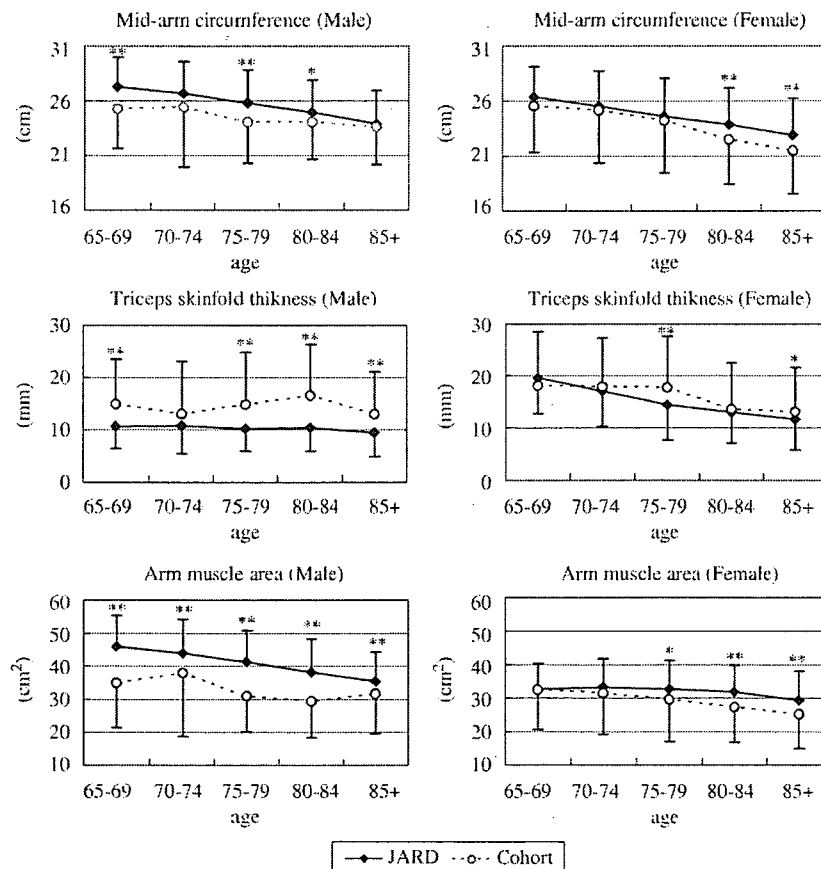 Mid-arm circumference (Male)
31
26
21
16
(cm)
** ** *
65-69 70-74 75-79 80-84 85+
age
Mid-arm circumference (Female)
31
26
21
16
(cm)
** **
65-69 70-74 75-79 80-84 85+
age
Triceps skinfold thikness (Male)
30
20
10
0
(mm)
** ** ** **
65-69 70-74 75-79 80-84 85+
age
Triceps skinfold thikness (Female)
30
20
10
0
(mm)
** *
65-69 70-74 75-79 80-84 85+
age
Arm muscle area (Male)
60
50
40
30
20
10
(cm²)
** ** ** ** **
65-69 70-74 75-79 80-84 85+
age
Arm muscle area (Female)
60
50
40
30
20
10
(cm²)
* ** **
65-69 70-74 75-79 80-84 85+
age
JARD Cohort